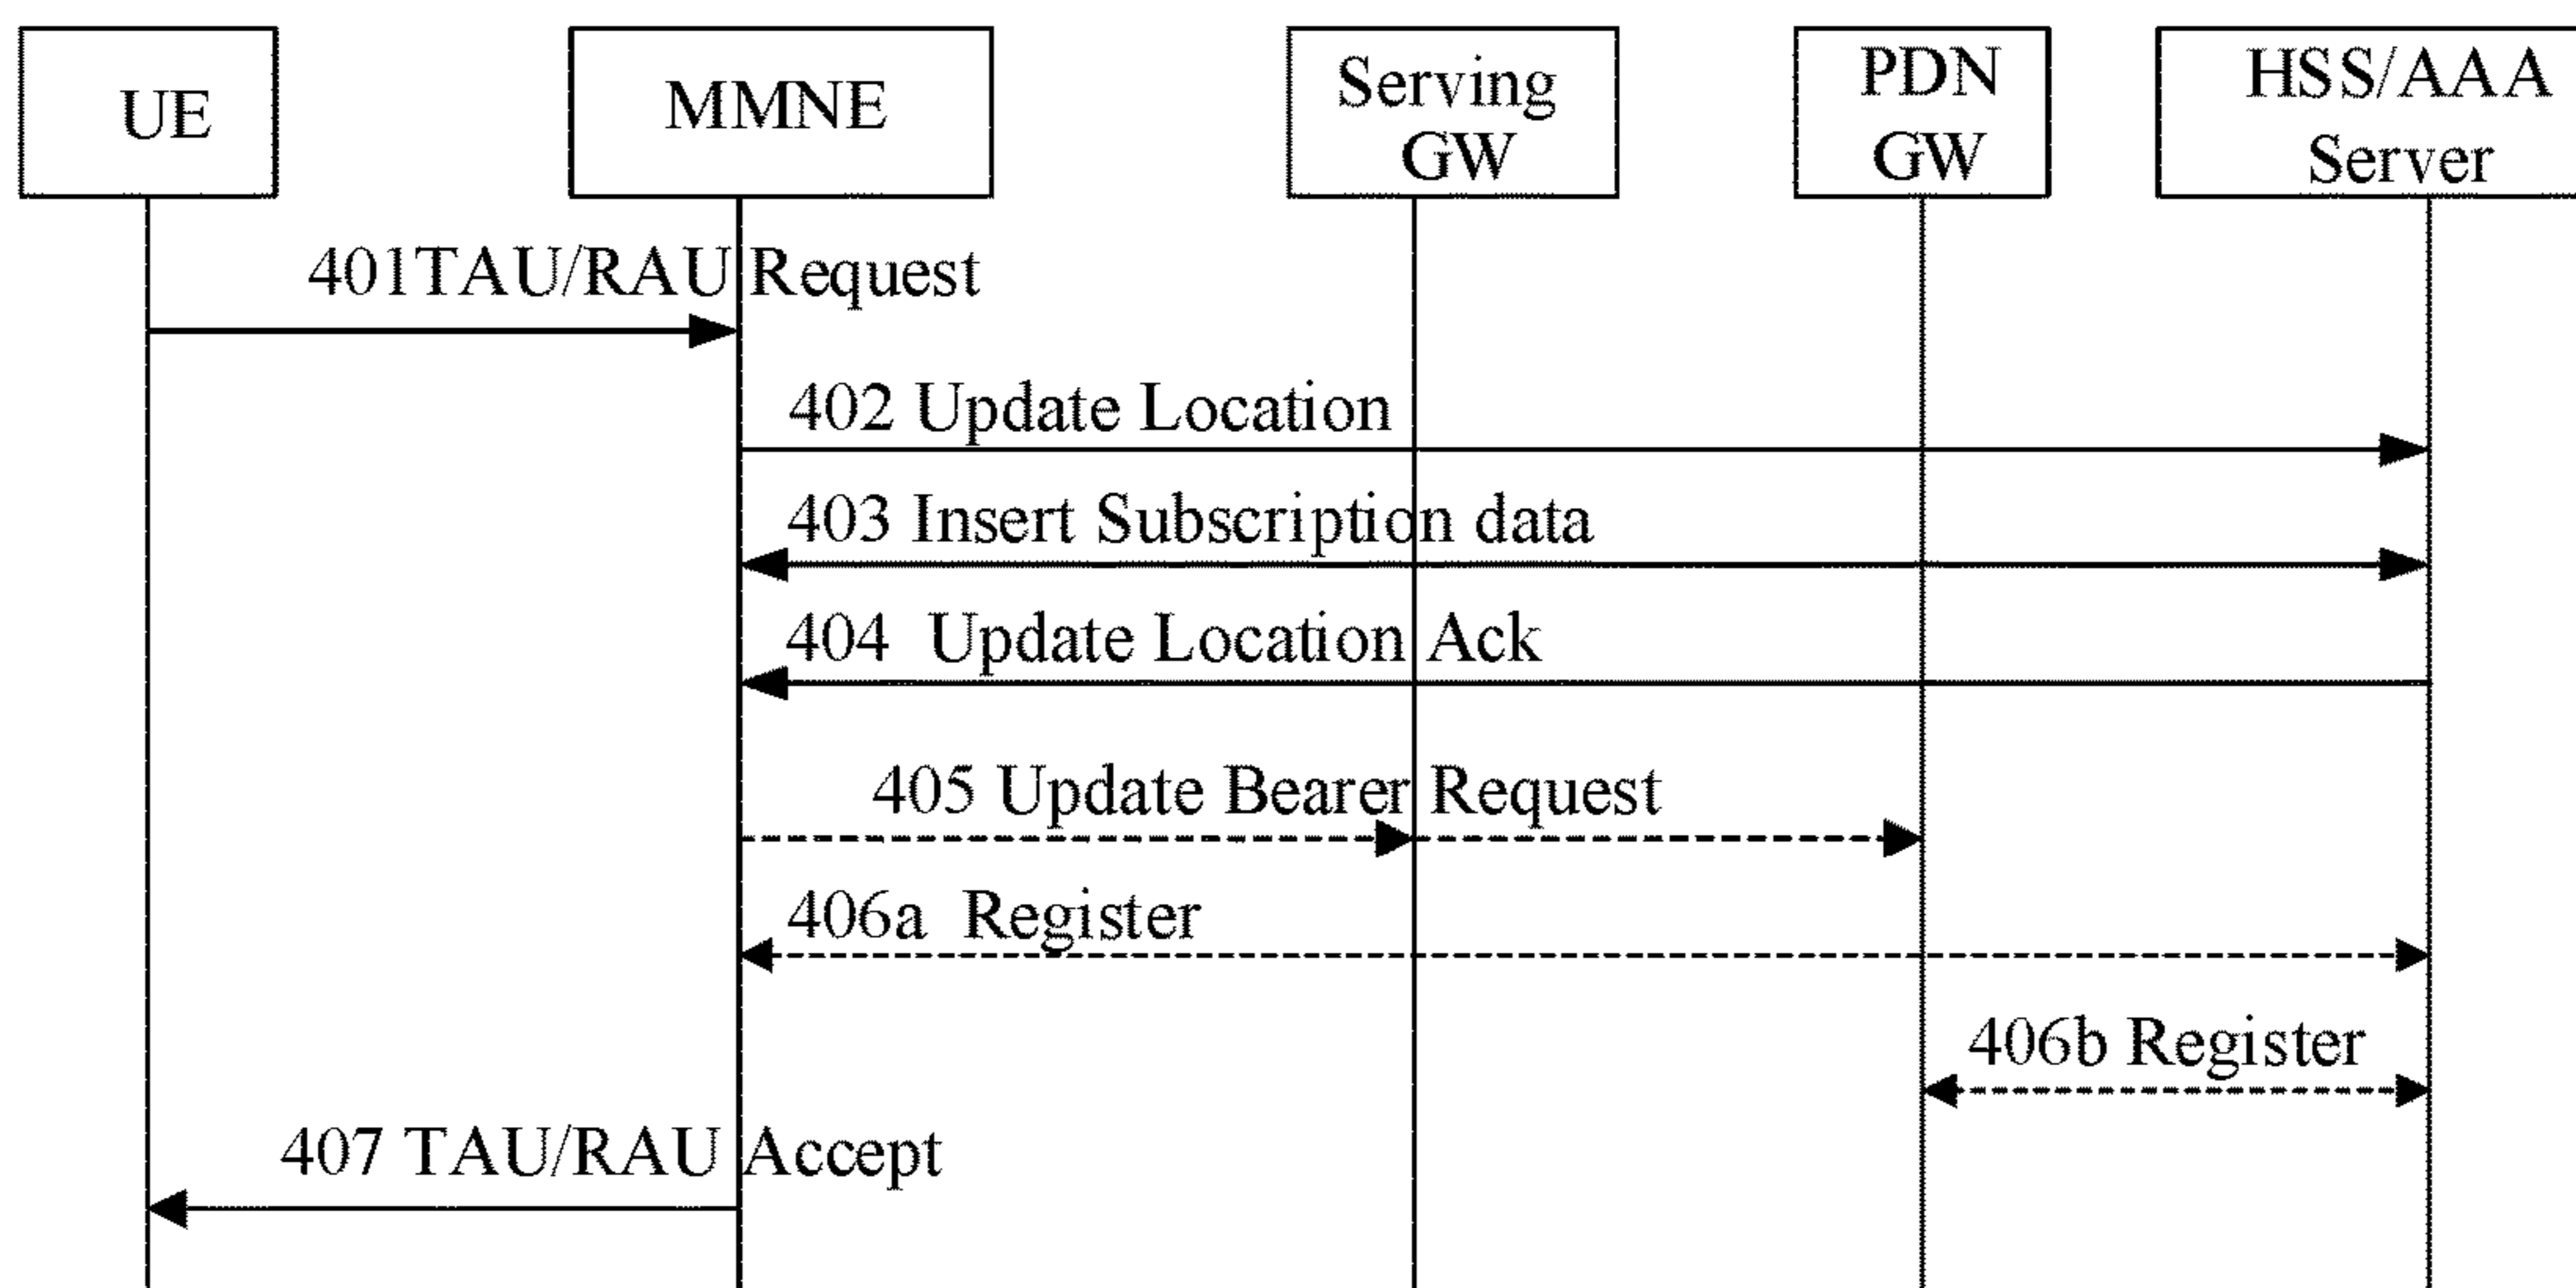 UE
MMNE
Serving
GW
PDN
GW
HSS/AAA
Server
401TAU/RAU Request
402 Update Location
403 Insert Subscription data
404 Update Location Ack
405 Update Bearer Request
406a Register
406b Register
407 TAU/RAU Accept